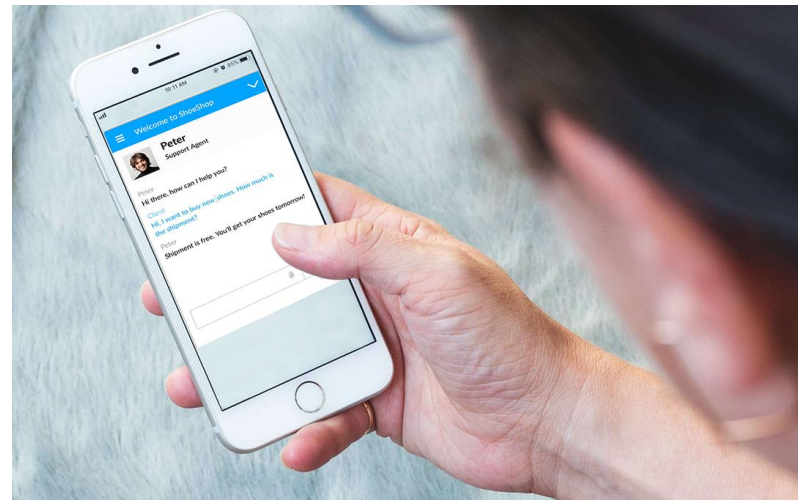 10:11 AM
85%
Welcome to ShoeShop
Peter
Support Agent
Peter
Hi there, how can I help you?
Client
Hi, I want to buy new shoes. How much is
the shipment?
Peter
Shipment is free. You'll get your shoes tomorrow!